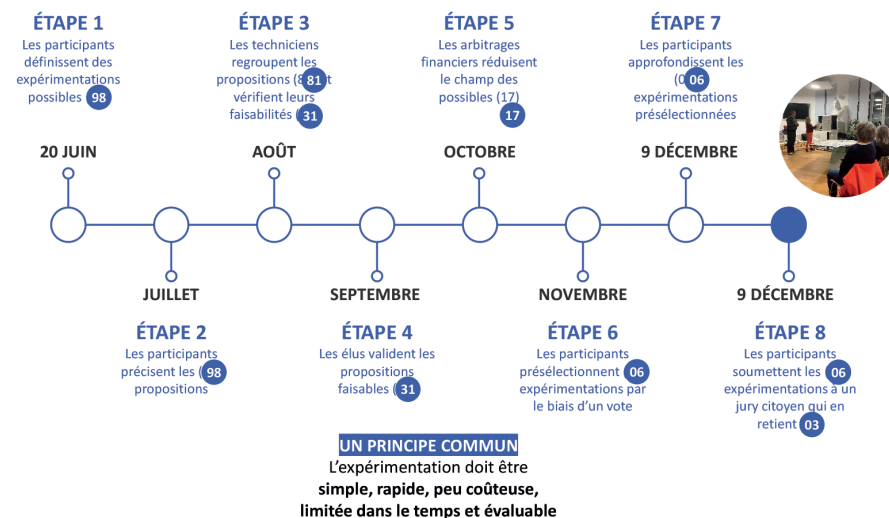 ÉTAPE 1
Les participants
définissent des
expérimentations
possibles 98
20 JUIN
ÉTAPE 3
Les techniciens
regroupent les
propositions (8 81 t
vérifient leurs
faisabilités ( 31
AOÛT
ÉTAPE 5
Les arbitrages
financiers réduisent
le champ des
possibles (17)
17
OCTOBRE
ÉTAPE 7
Les participants
approfondissent les
(0 06
expérimentations
présélectionnées
9 DÉCEMBRE
JUILLET
ÉTAPE 2
Les participants
précisent les ( 98
propositions
SEPTEMBRE
ÉTAPE 4
Les élus valident les
propositions
faisables ( 31
NOVEMBRE
ÉTAPE 6
Les participants
présélectionnent 06
expérimentations par
le biais d'un vote
9 DÉCEMBRE
ÉTAPE 8
Les participants
soumettent les 06
expérimentations à un
jury citoyen qui en
retient 03
UN PRINCIPE COMMUN
L'expérimentation doit être
simple, rapide, peu coûteuse,
limitée dans le temps et évaluable